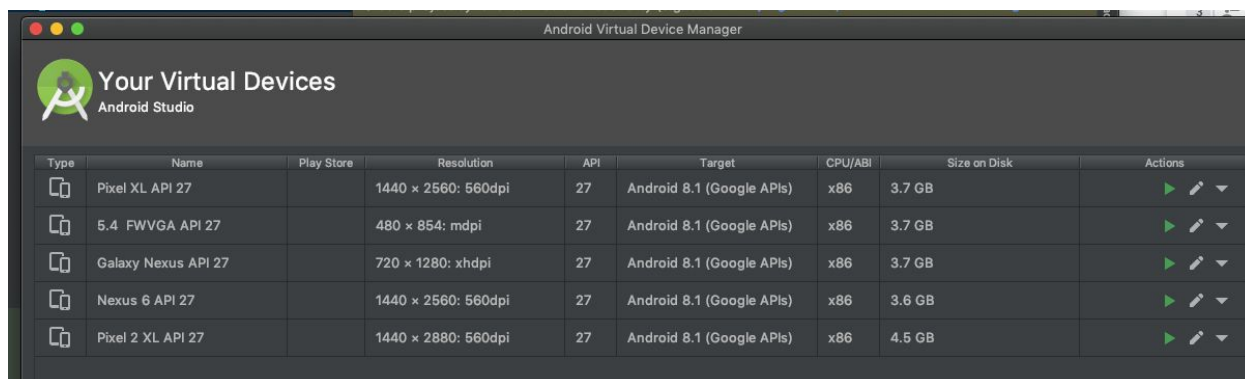 Android Virtual Device Manager
Your Virtual Devices
Android Studio
Type Name Play Store Resolution API Target CPU/ABI Size on Disk Actions
Pixel XL API 27 1440 × 2560: 560dpi 27 Android 8.1 (Google APIs) x86 3.7 GB
5.4 FWVGA API 27 480 × 854: mdpi 27 Android 8.1 (Google APIs) x86 3.7 GB
Galaxy Nexus API 27 720 × 1280: xhdpi 27 Android 8.1 (Google APIs) x86 3.7 GB
Nexus 6 API 27 1440 × 2560: 560dpi 27 Android 8.1 (Google APIs) x86 3.6 GB
Pixel 2 XL API 27 1440 × 2880: 560dpi 27 Android 8.1 (Google APIs) x86 4.5 GB